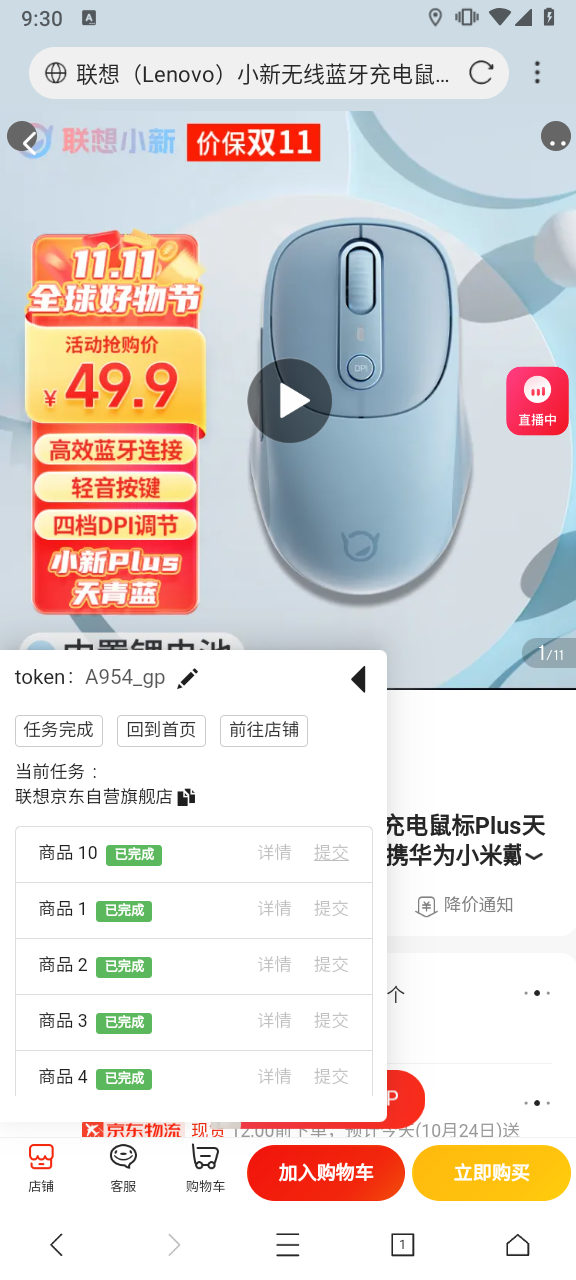 9:30 A
联想（Lenovo）小新无线蓝牙充电鼠...
联想小新 价保双11
11.11
全球好物节
活动抢购价
¥49.9
DPI
直播中
高效蓝牙连接
轻音按键
四档DPI调节
小新Plus
天青蓝
1/11
token： A954_gp
任务完成 回到首页 前往店铺
当前任务 ：
联想京东自营旗舰店
充电鼠标Plus天
携华为小米戴
商品 10 已完成 详情 提交
降价通知
商品 1 已完成 详情 提交
商品 2 已完成 详情 提交
个
商品 3 已完成 详情 提交
商品 4 已完成 详情 提交
P
京东物流 现货 12:00前下单，预计今天(10月24日)送
店铺 客服 购物车 加入购物车 立即购买
1